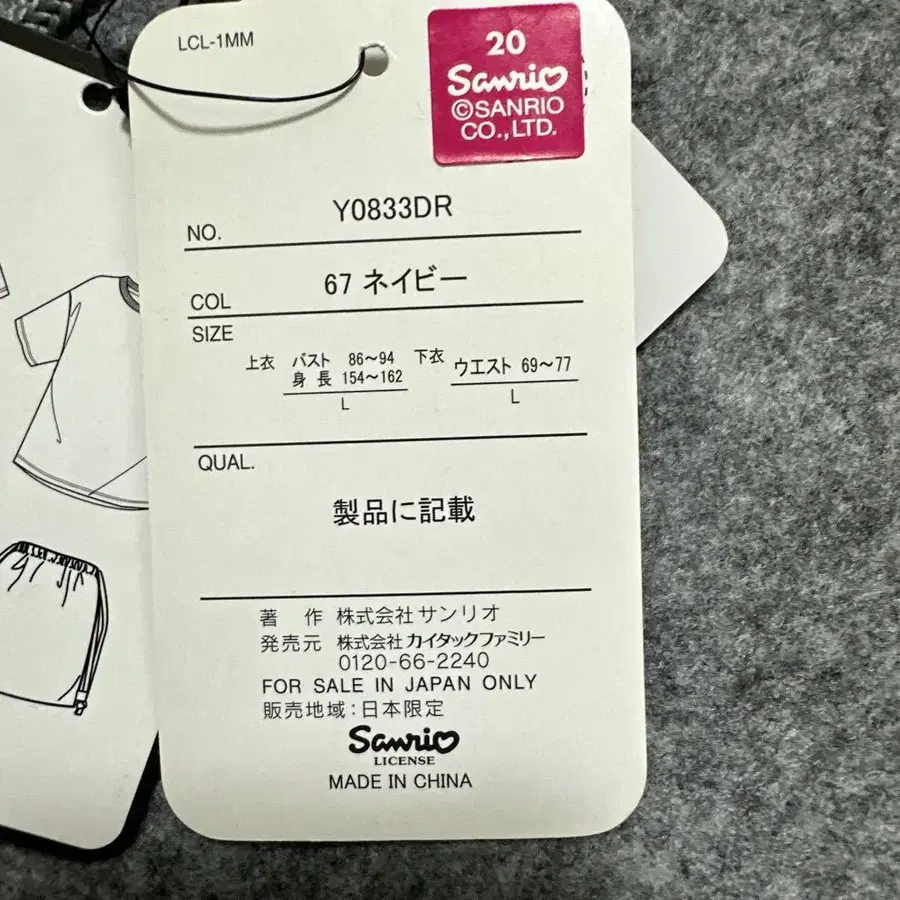 LCL-1MM
20
Sanrio
©SANRIO
CO.,LTD.
NO. Y0833DR
COL 67 ネイビー
SIZE
上衣 バスト 86〜94 下衣 ウエスト 69〜77
身 長 154〜162
L L
QUAL.
製品に記載
著 作 株式会社サンリオ
発売元 株式会社カイタックファミリー
0120-66-2240
FOR SALE IN JAPAN ONLY
販売地域:日本限定
Sanrio
LICENSE
MADE IN CHINA